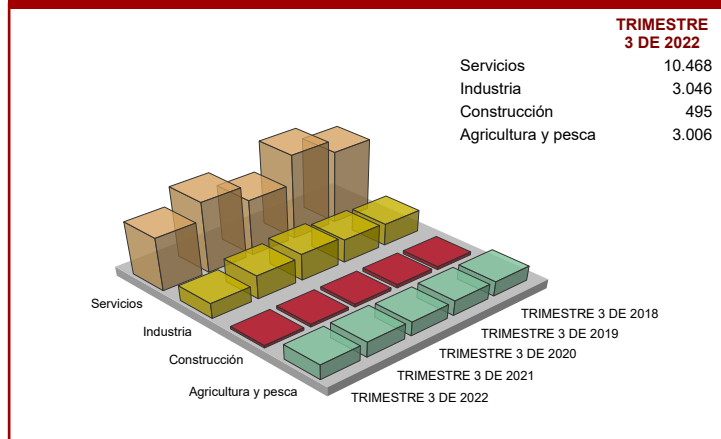 TRIMESTRE
3 DE 2022
Servicios 10.468
Industria 3.046
Construcción 495
Agricultura y pesca 3.006
Servicios
Industria
Construcción
Agricultura y pesca
TRIMESTRE 3 DE 2018
TRIMESTRE 3 DE 2019
TRIMESTRE 3 DE 2020
TRIMESTRE 3 DE 2021
TRIMESTRE 3 DE 2022